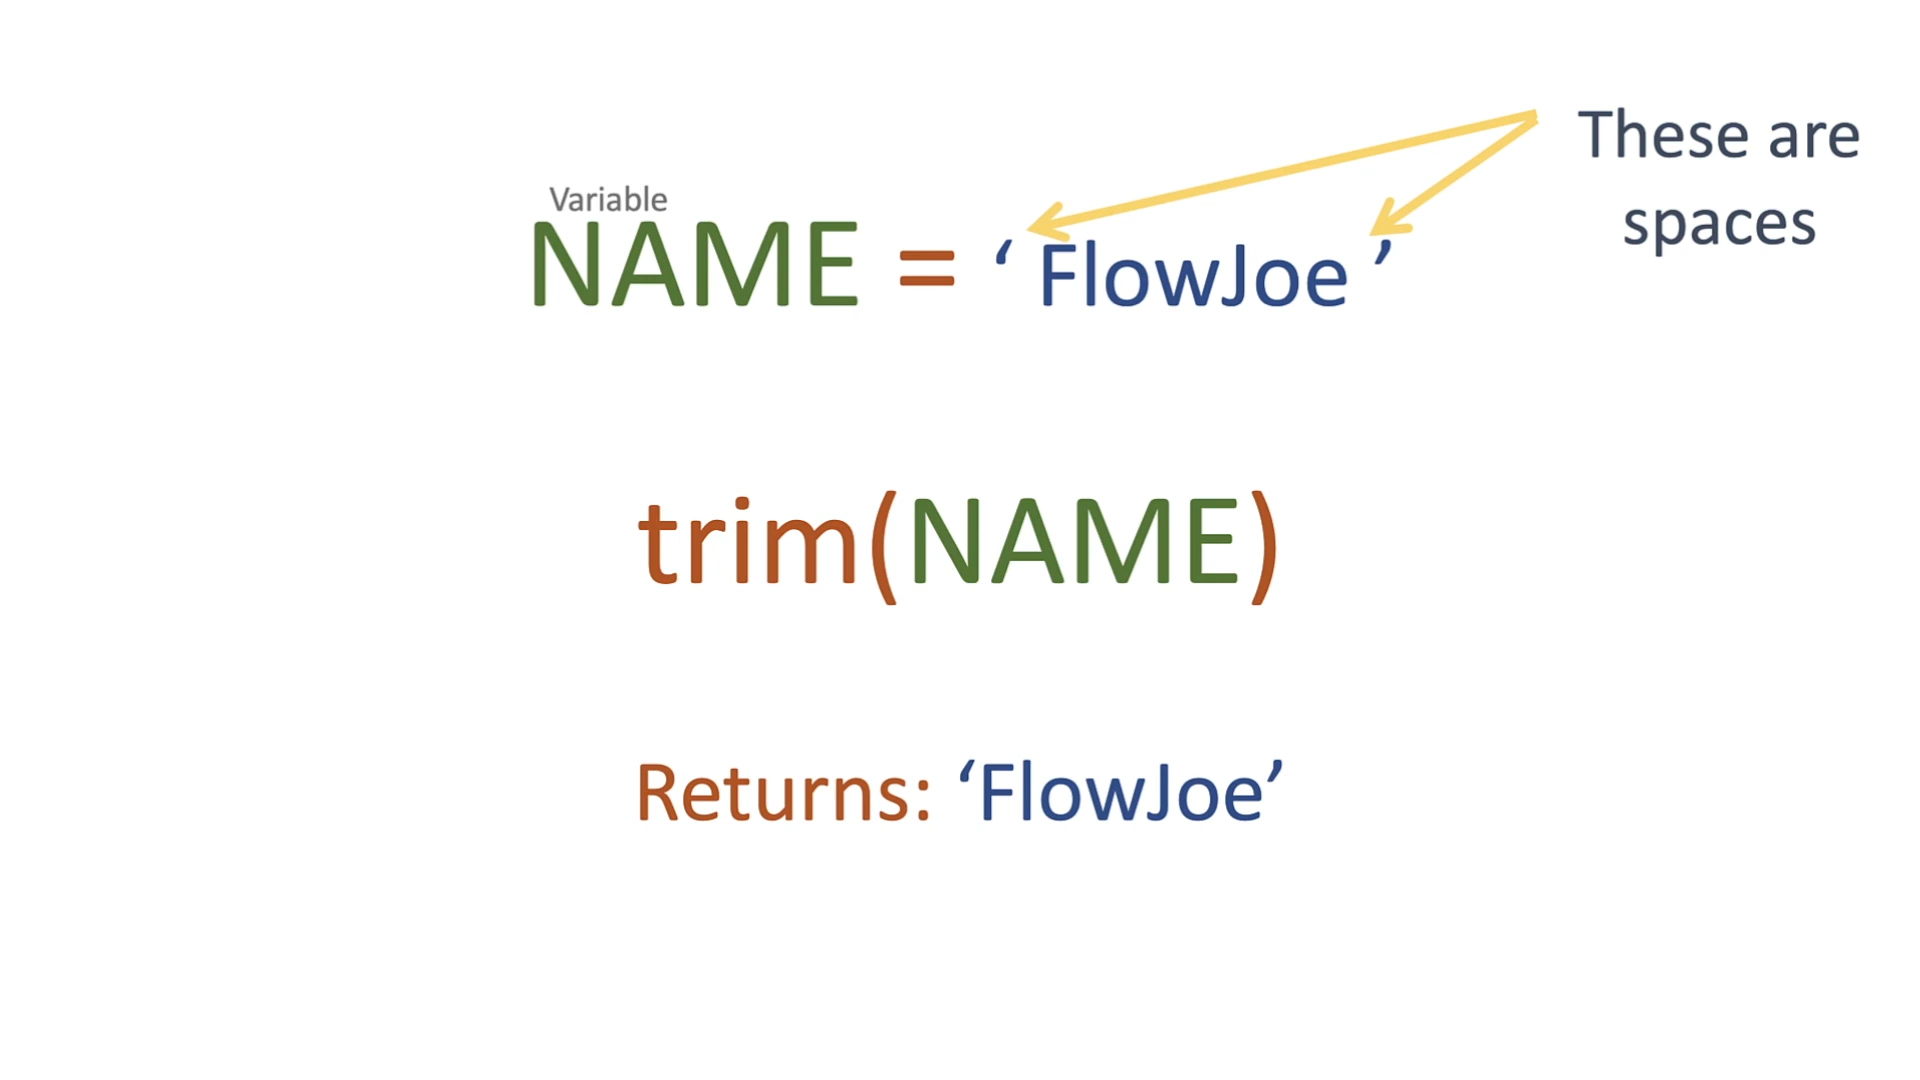 These are
spaces
Variable
NAME = ‘ FlowJoe ’
trim(NAME)
Returns: ‘FlowJoe’